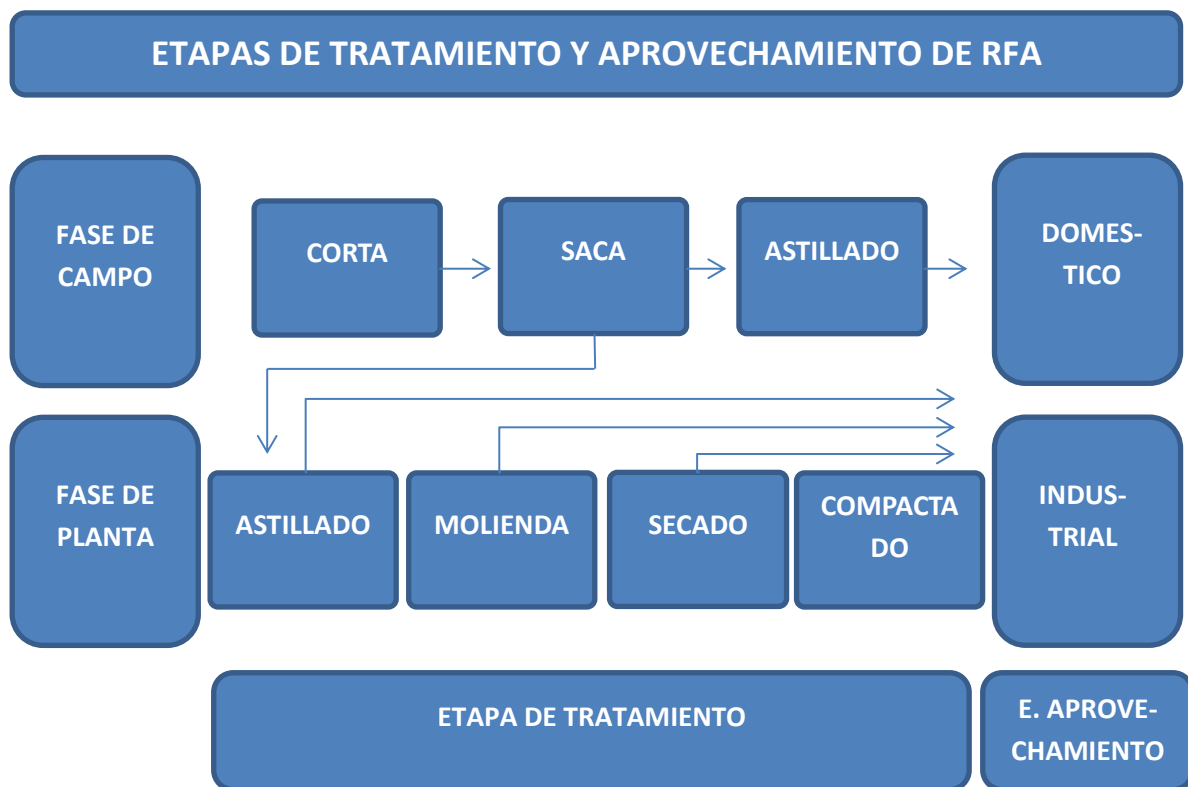 ETAPAS DE TRATAMIENTO Y APROVECHAMIENTO DE RFA
FASE DE
CAMPO
CORTA
SACA
ASTILLADO
DOMES-
TICO
FASE DE
PLANTA
ASTILLADO
MOLIENDA
SECADO
COMPACTA
DO
INDUS-
TRIAL
ETAPA DE TRATAMIENTO
E. APROVE-
CHAMIENTO